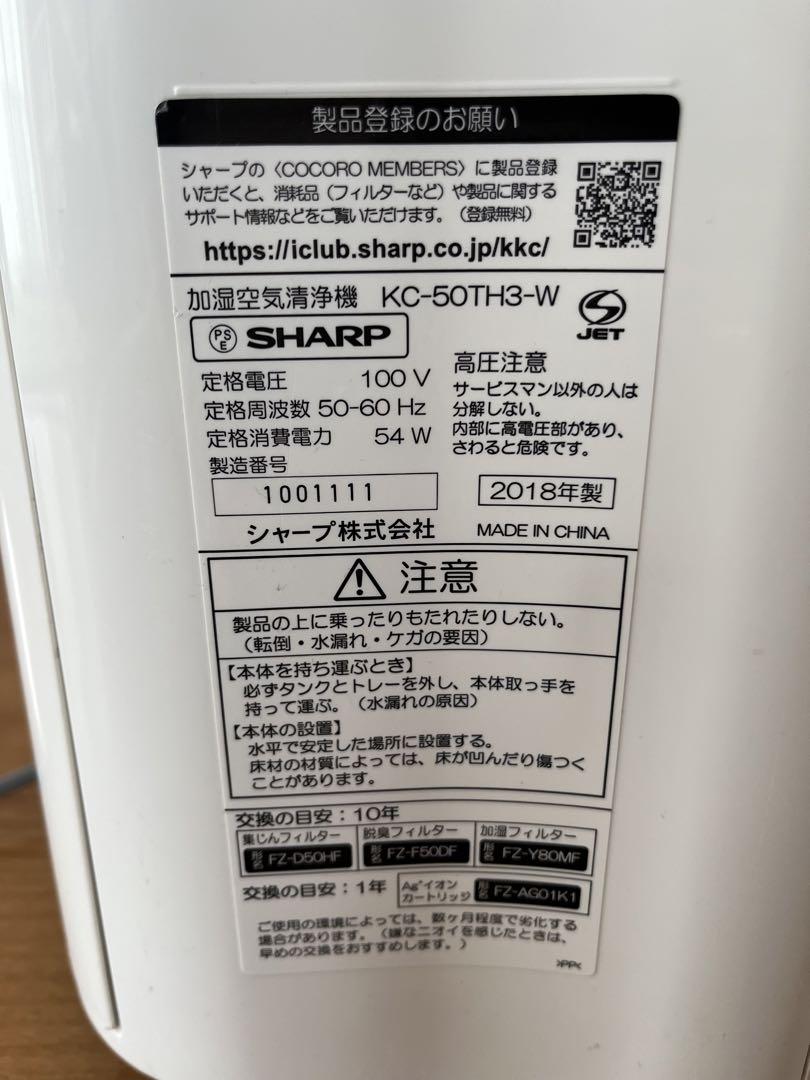 製品登録のお願い
シャープの〈COCORO MEMBERS〉に製品登録
いただくと、消耗品（フィルターなど）や製品に関する
サポート情報などをご覧いただけます。（登録無料）
https://iclub.sharp.co.jp/kkc/
加湿空気清浄機 KC-50TH3-W
JET
PSE SHARP
定格電圧 100 V
定格周波数 50-60 Hz
定格消費電力 54 W
製造番号
1001111
高圧注意
サービスマン以外の人は
分解しない。
内部に高電圧部があり、
さわると危険です。
2018年製
シャープ株式会社 MADE IN CHINA
注意
製品の上に乗ったりもたれたりしない。
（転倒・水漏れ・ケガの要因）
【本体を持ち運ぶとき】
必ずタンクとトレーを外し、本体取っ手を
持って運ぶ。（水漏れの原因）
【本体の設置】
水平で安定した場所に設置する。
床材の材質によっては、床が凹んだり傷つく
ことがあります。
交換の目安：10年
集じんフィルター 脱臭フィルター 加湿フィルター
形名 FZ-D50HF 形名 FZ-F50DF 形名 FZ-Y80MF
交換の目安：1年 Ag⁺イオンカートリッジ 形名 FZ-AG01K1
ご使用の環境によっては、数ヶ月程度で劣化する
場合があります。（嫌なニオイを感じたときは、
早めの交換をおすすめします。）
>PP<